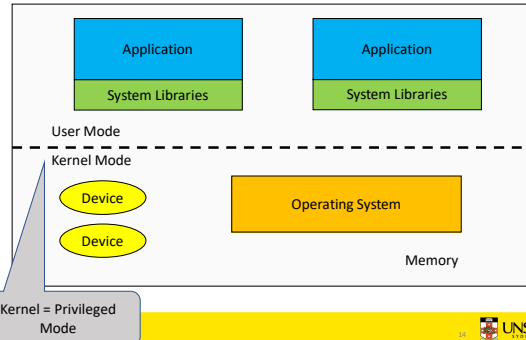 Application
Application
System Libraries
System Libraries
User Mode
Kernel Mode
Device
Operating System
Device
Memory
Kernel = Privileged
Mode
14